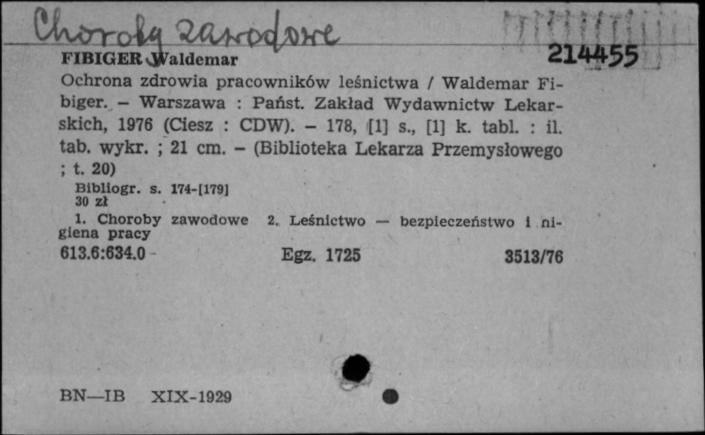 Choroby zawodowe
FIBIGER Waldemar 214455
Ochrona zdrowia pracowników leśnictwa / Waldemar Fi-
biger. – Warszawa : Państ. Zakład Wydawnictw Lekar-
skich, 1976 (Ciesz : CDW). – 178, [1] s., [1] k. tabl. : il.
tab. wykr. ; 21 cm. – (Biblioteka Lekarza Przemysłowego
; t. 20)
Bibliogr. s. 174-[179]
30 zł
1. Choroby zawodowe 2. Leśnictwo — bezpieczeństwo i hi-
giena pracy
613.6:634.0 Egz. 1725 3513/76
BN—IB XIX-1929